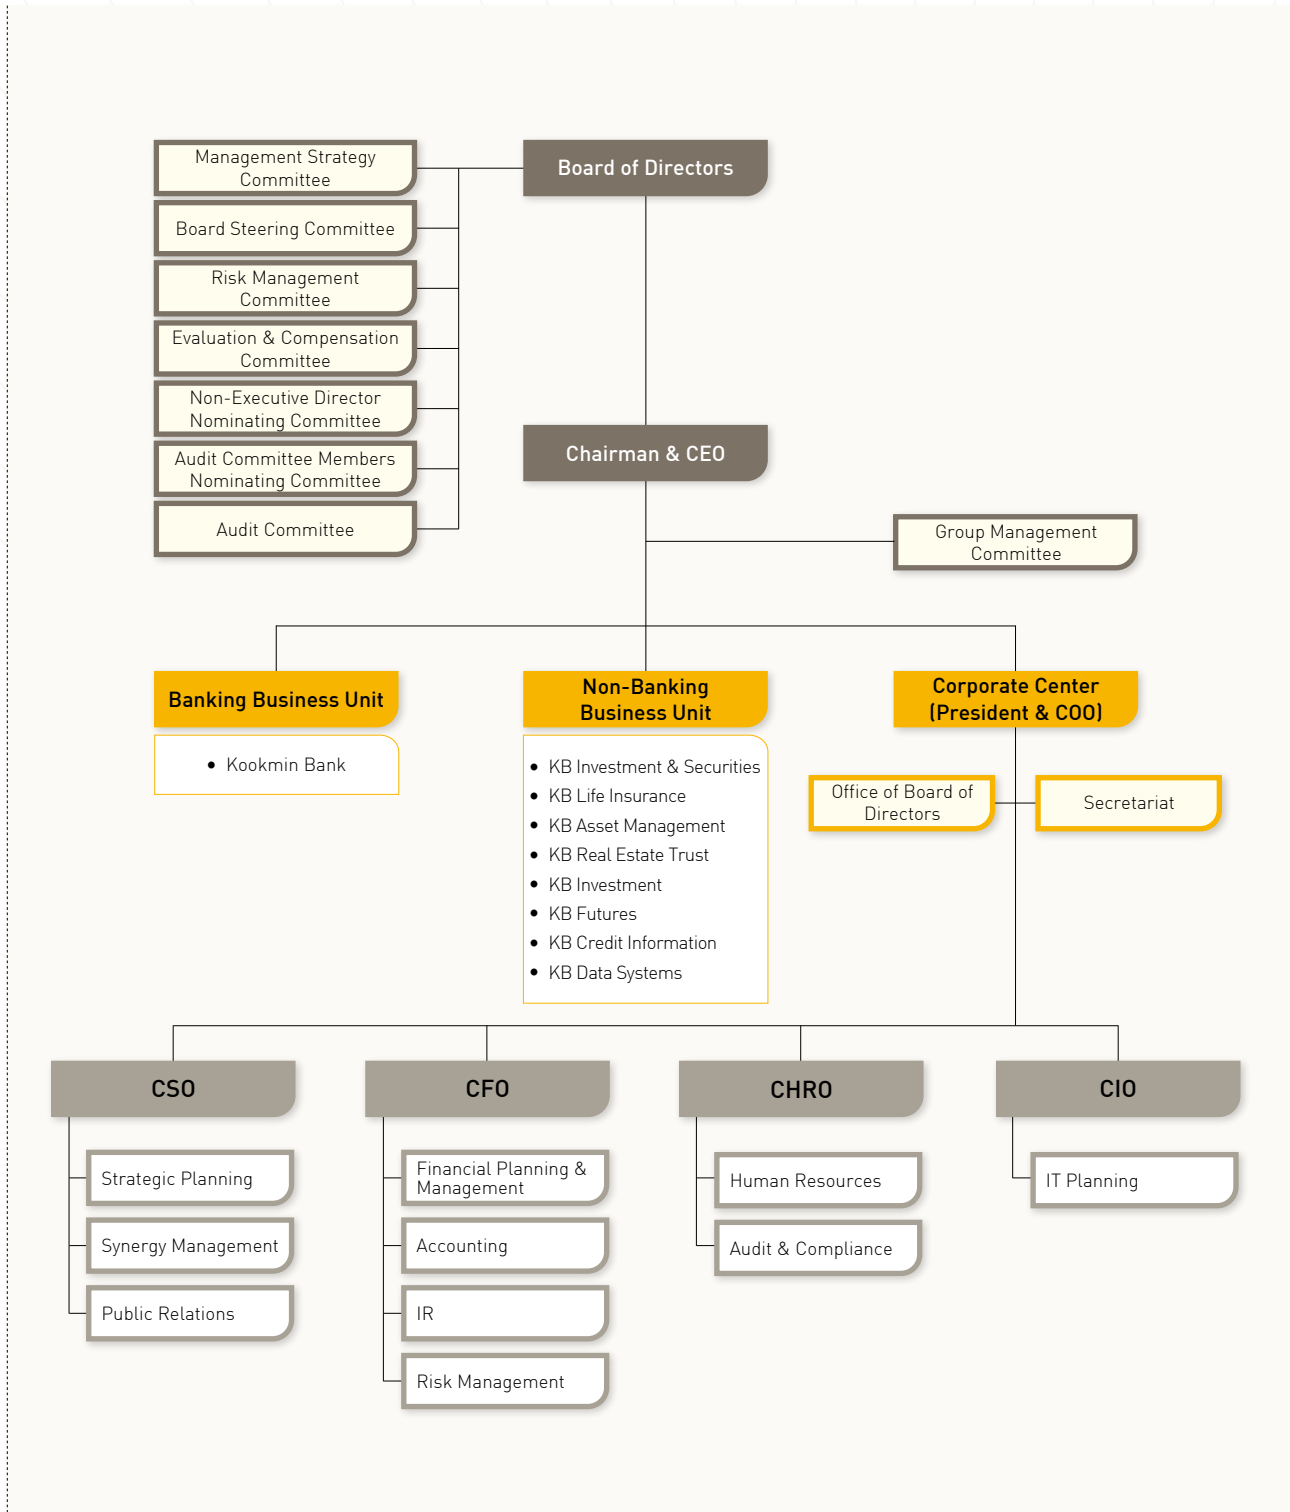 Board of Directors
Management Strategy
Committee
Board Steering Committee
Risk Management
Committee
Evaluation & Compensation
Committee
Non-Executive Director
Nominating Committee
Audit Committee Members
Nominating Committee
Audit Committee
Chairman & CEO
Group Management
Committee
Banking Business Unit
• Kookmin Bank
Non-Banking
Business Unit
• KB Investment & Securities
• KB Life Insurance
• KB Asset Management
• KB Real Estate Trust
• KB Investment
• KB Futures
• KB Credit Information
• KB Data Systems
Corporate Center
(President & COO)
Office of Board of
Directors
Secretariat
CSO
Strategic Planning
Synergy Management
Public Relations
CFO
Financial Planning &
Management
Accounting
IR
Risk Management
CHRO
Human Resources
Audit & Compliance
CIO
IT Planning